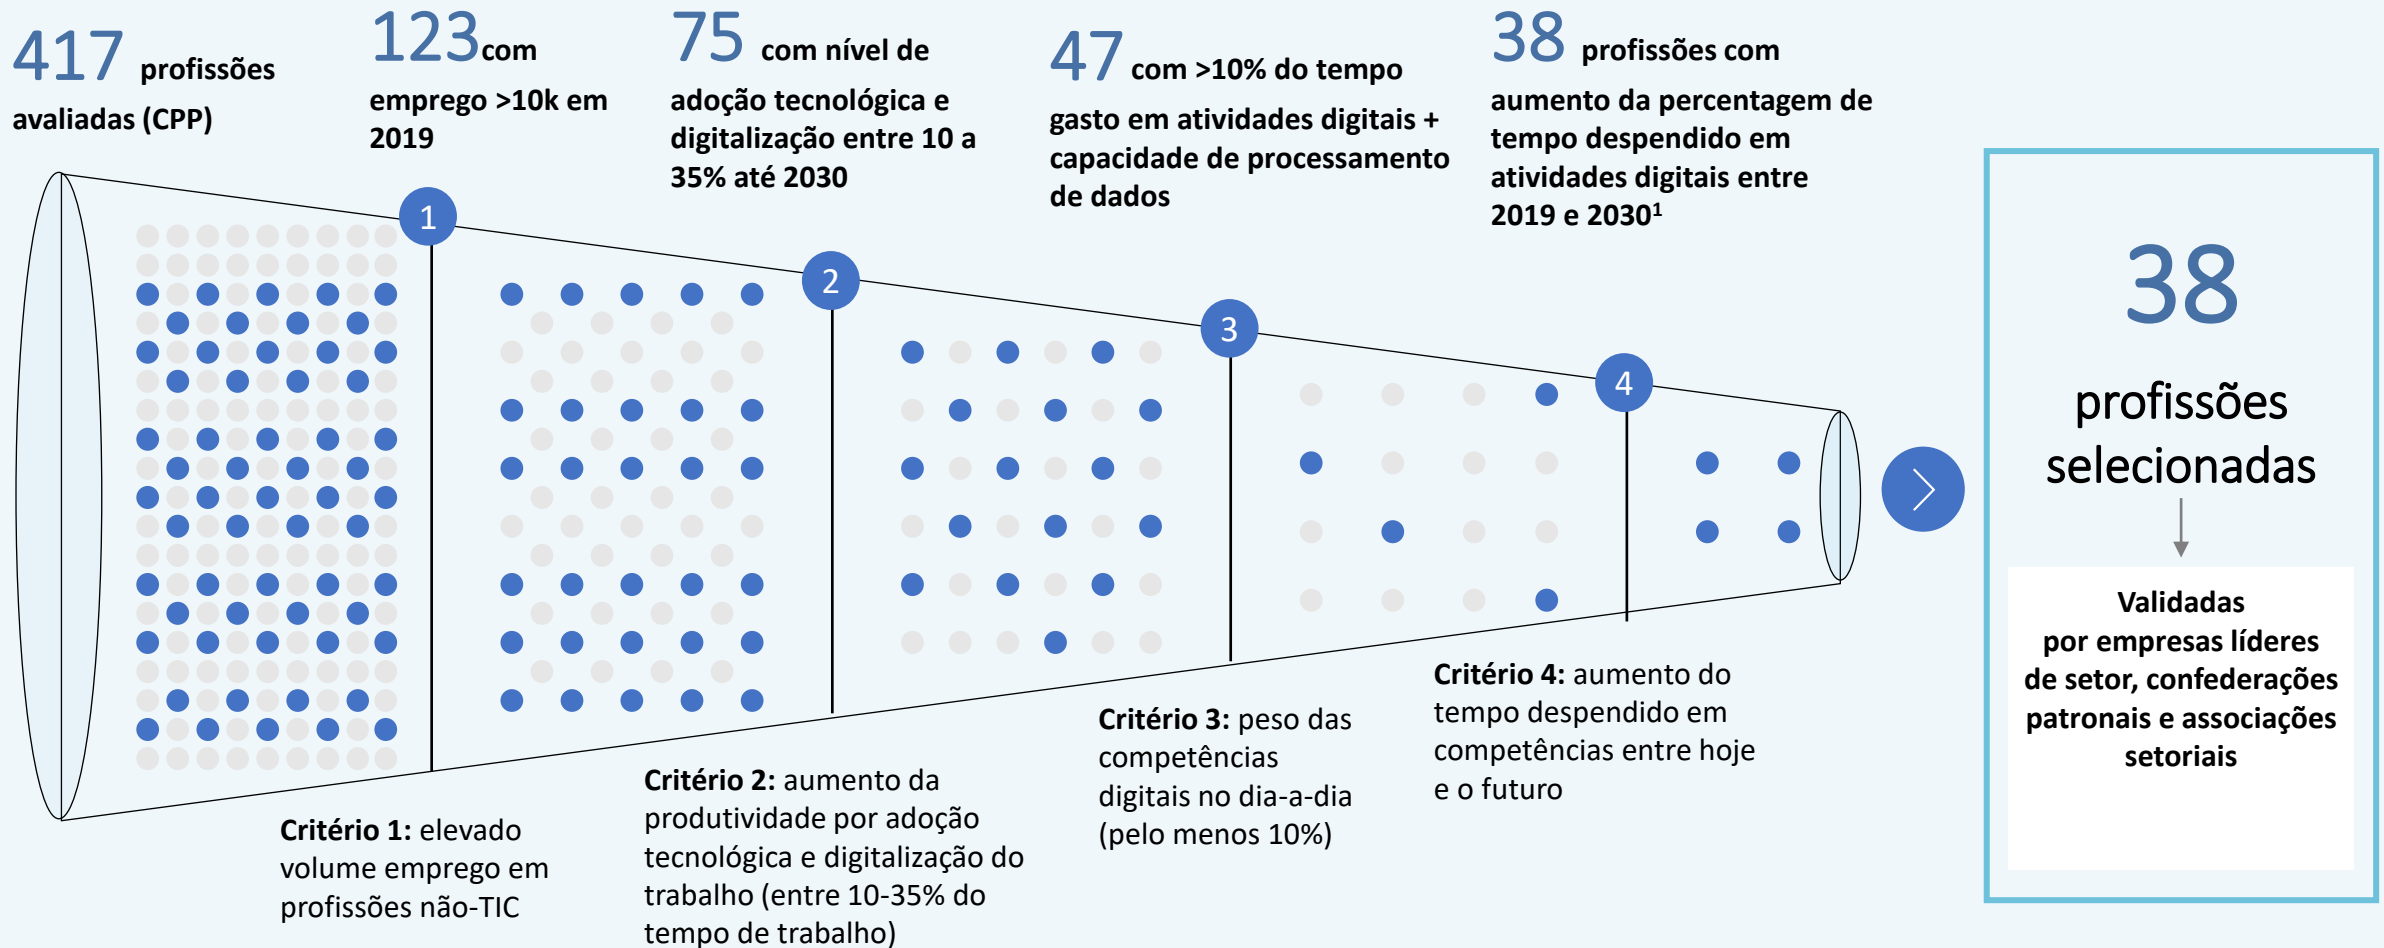 417 profissões
avaliadas (CPP)
123 com
emprego >10k em
2019
75 com nível de
adoção tecnológica e
digitalização entre 10 a
35% até 2030
47 com >10% do tempo
gasto em atividades digitais +
capacidade de processamento
de dados
38 profissões com
aumento da percentagem de
tempo despendido em
atividades digitais entre
2019 e 2030¹
1
2
3
4
Critério 1: elevado
volume emprego em
profissões não-TIC
Critério 2: aumento da
produtividade por adoção
tecnológica e digitalização do
trabalho (entre 10-35% do
tempo de trabalho)
Critério 3: peso das
competências
digitais no dia-a-dia
(pelo menos 10%)
Critério 4: aumento do
tempo despendido em
competências entre hoje
e o futuro
38
profissões
selecionadas
Validadas
por empresas líderes
de setor, confederações
patronais e associações
setoriais